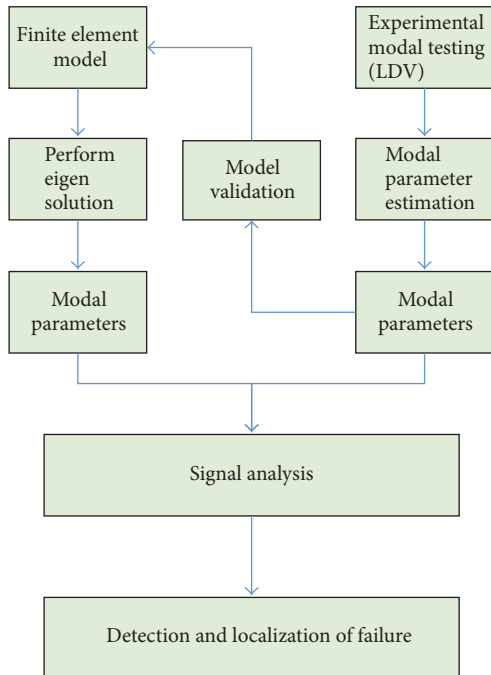 Finite element
model
Experimental
modal testing
(LDV)
Perform
eigen
solution
Model
validation
Modal
parameter
estimation
Modal
parameters
Modal
parameters
Signal analysis
Detection and localization of failure